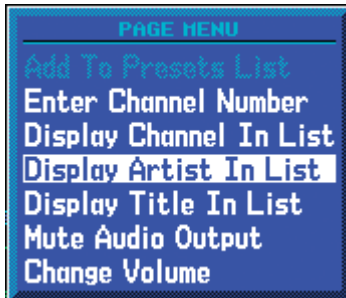 PAGE MENU
Add To Presets List
Enter Channel Number
Display Channel In List
Display Artist In List
Display Title In List
Mute Audio Output
Change Volume